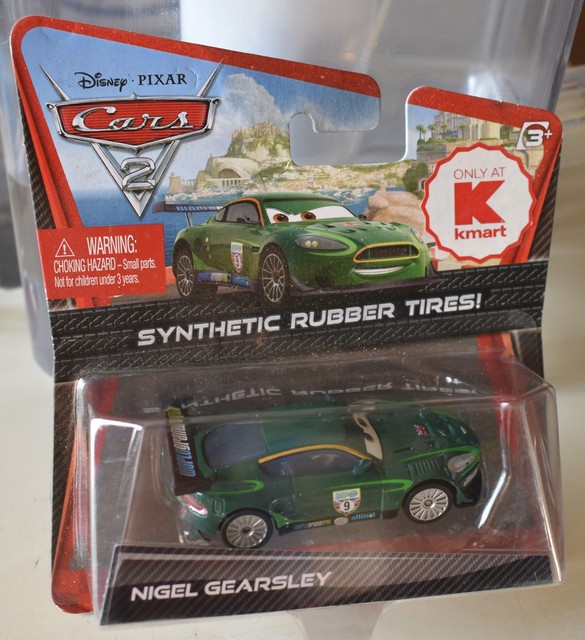 Disney · PIXAR
Cars
2
3+
ONLY AT
K
kmart
WARNING:
CHOKING HAZARD – Small parts.
Not for children under 3 years.
SYNTHETIC RUBBER TIRES!
9
NIGEL GEARSLEY